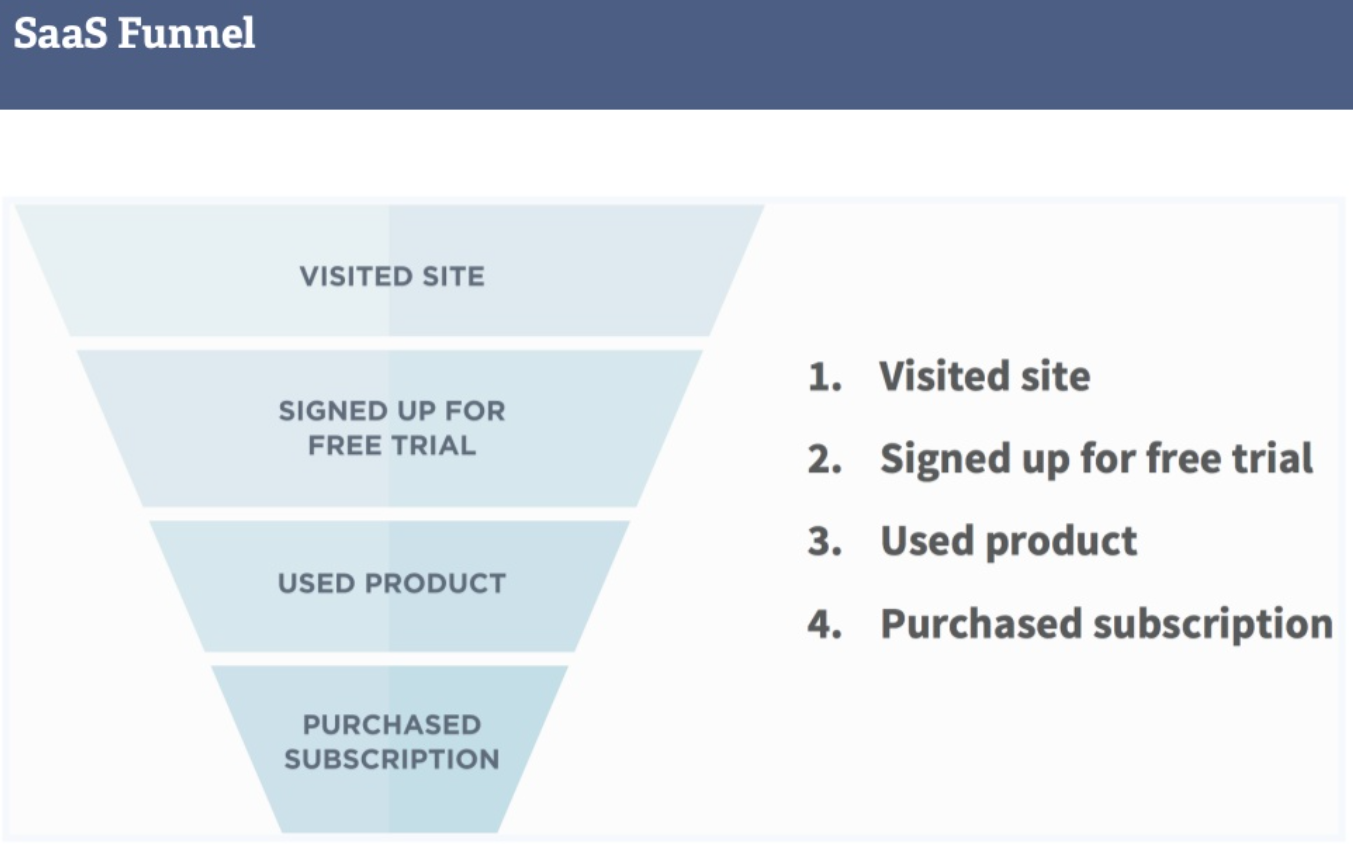 SaaS Funnel
VISITED SITE
SIGNED UP FOR
FREE TRIAL
USED PRODUCT
PURCHASED
SUBSCRIPTION
1. Visited site
2. Signed up for free trial
3. Used product
4. Purchased subscription